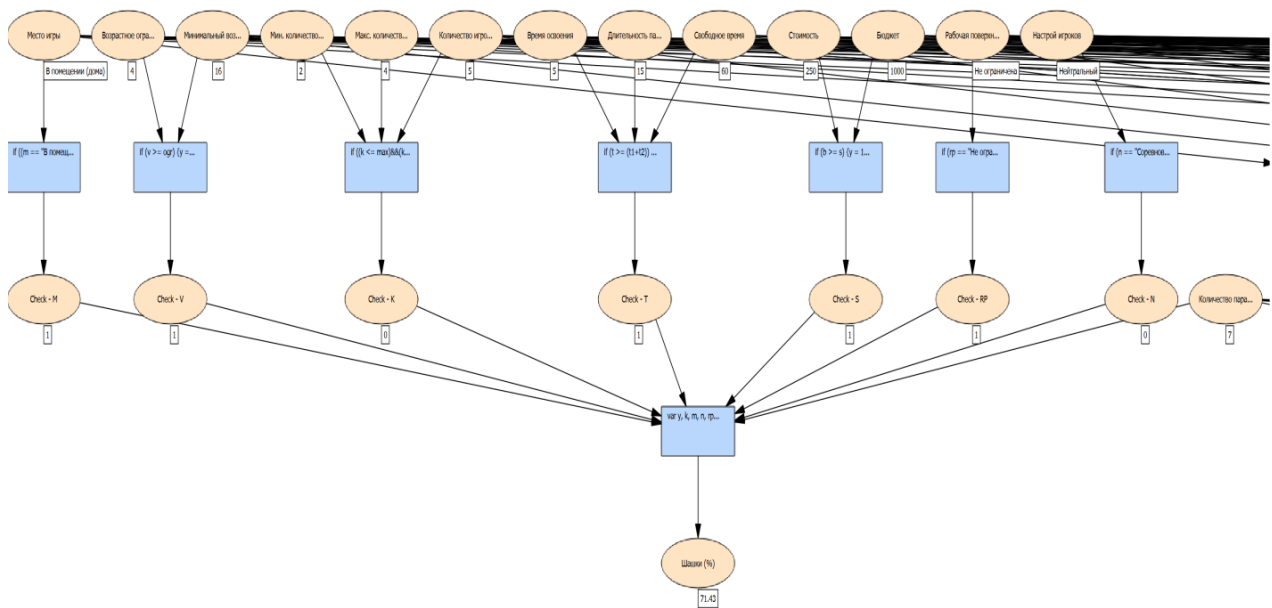 Место игры
Возрастное огра...
Минимальный воз...
Мин. количество...
Макс. количеств...
Количество игро...
Время освоения
Длительность па...
Свободное время
Стоимость
Бюджет
Рабочая поверхн...
Настрой игроков
В помещении (дома)
4
16
2
4
5
5
15
60
250
1000
Не ограничена
Нейтральный
if ((m == "В помещ...
if (v >= ogr) {y =...
if ((k <= max)&&(k...
if (t >= (t1+t2)) ...
if (b >= s) {y = 1...
if (rp == "Не огра...
if (n == "Соревнов...
Check - M
Check - V
Check - K
Check - T
Check - S
Check - RP
Check - N
Количество пара...
1
1
0
1
1
1
0
7
var y, k, m, n, rp...
Шашки (%)
71.43